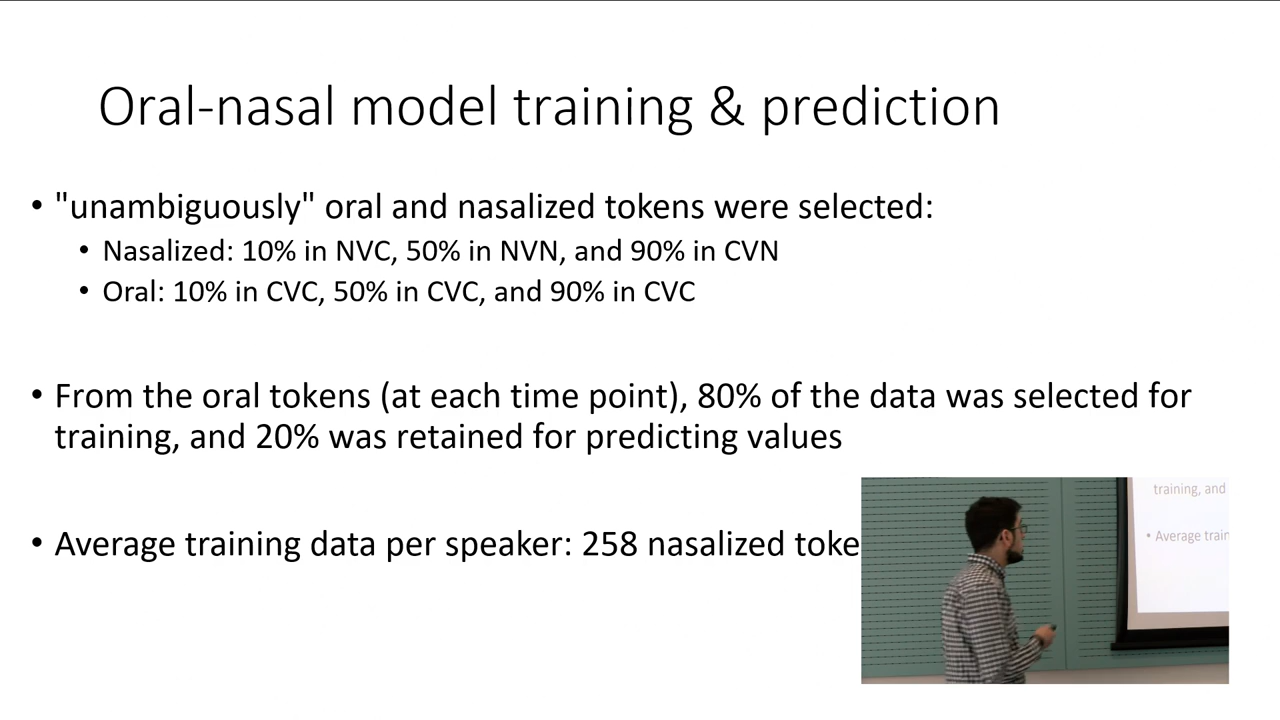 Oral-nasal model training & prediction
• "unambiguously" oral and nasalized tokens were selected:
• Nasalized: 10% in NVC, 50% in NVN, and 90% in CVN
• Oral: 10% in CVC, 50% in CVC, and 90% in CVC
• From the oral tokens (at each time point), 80% of the data was selected for
training, and 20% was retained for predicting values
• Average training data per speaker: 258 nasalized toke
training, and
• Average train